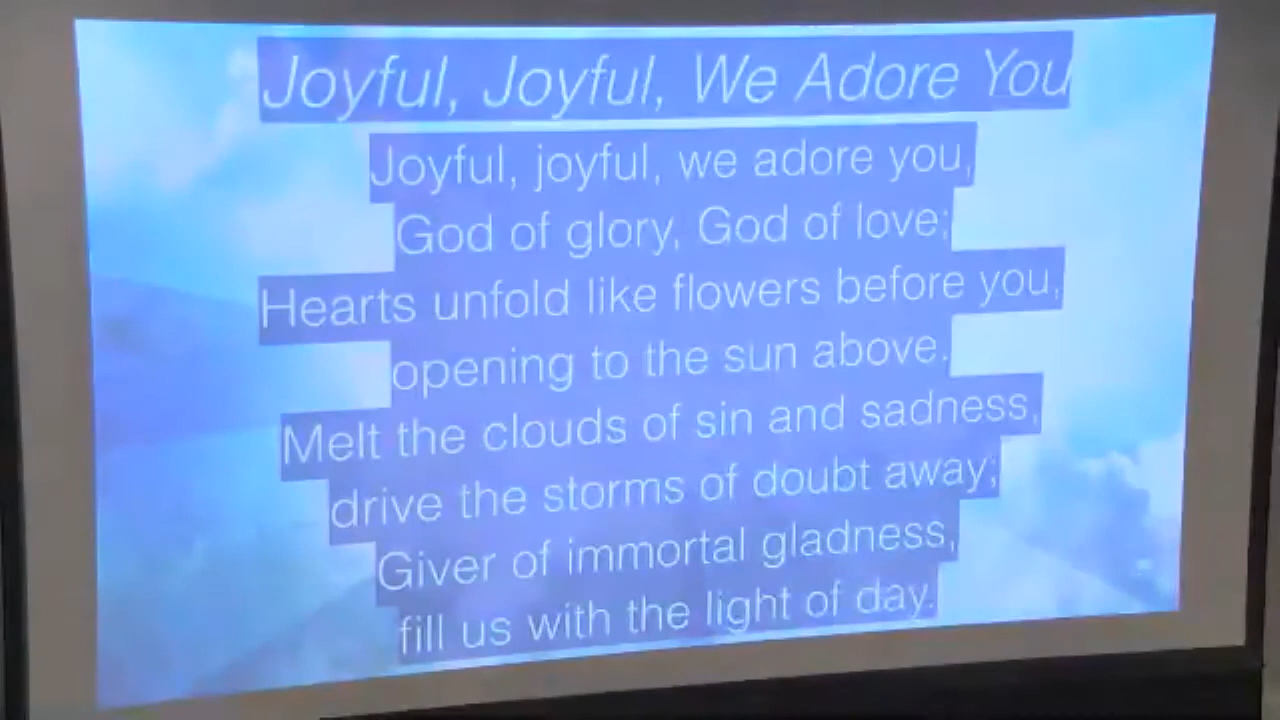 Joyful, Joyful, We Adore You
Joyful, joyful, we adore you,
God of glory, God of love;
Hearts unfold like flowers before you,
opening to the sun above.
Melt the clouds of sin and sadness,
drive the storms of doubt away;
Giver of immortal gladness,
fill us with the light of day.